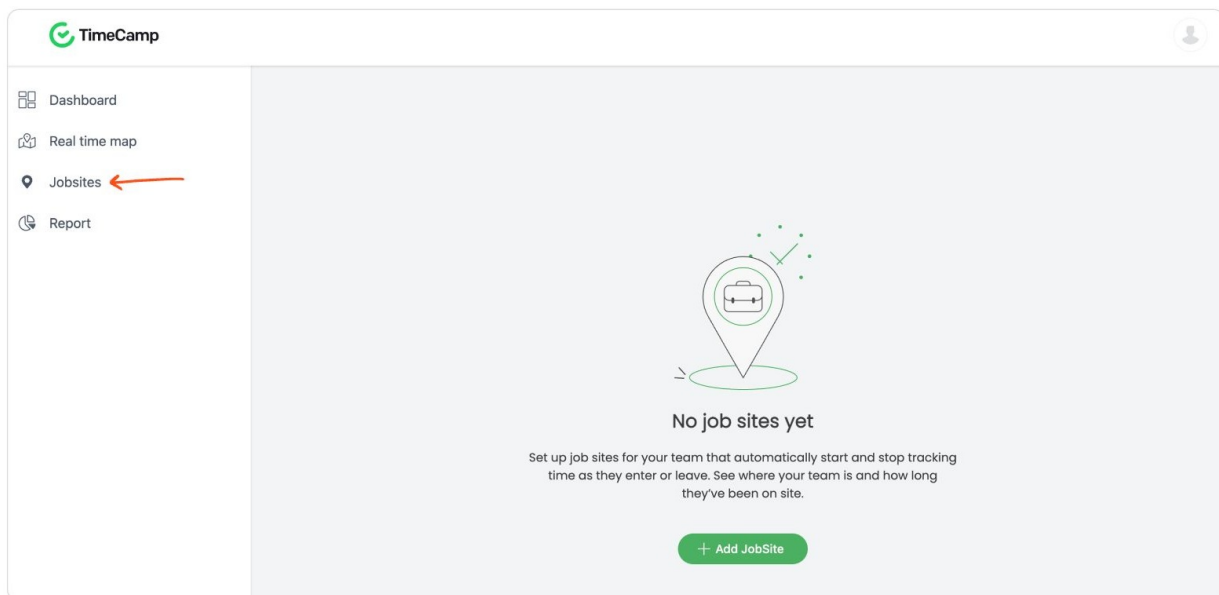 TimeCamp
Dashboard
Real time map
Jobsites
Report
No job sites yet
Set up job sites for your team that automatically start and stop tracking
time as they enter or leave. See where your team is and how long
they've been on site.
+ Add JobSite